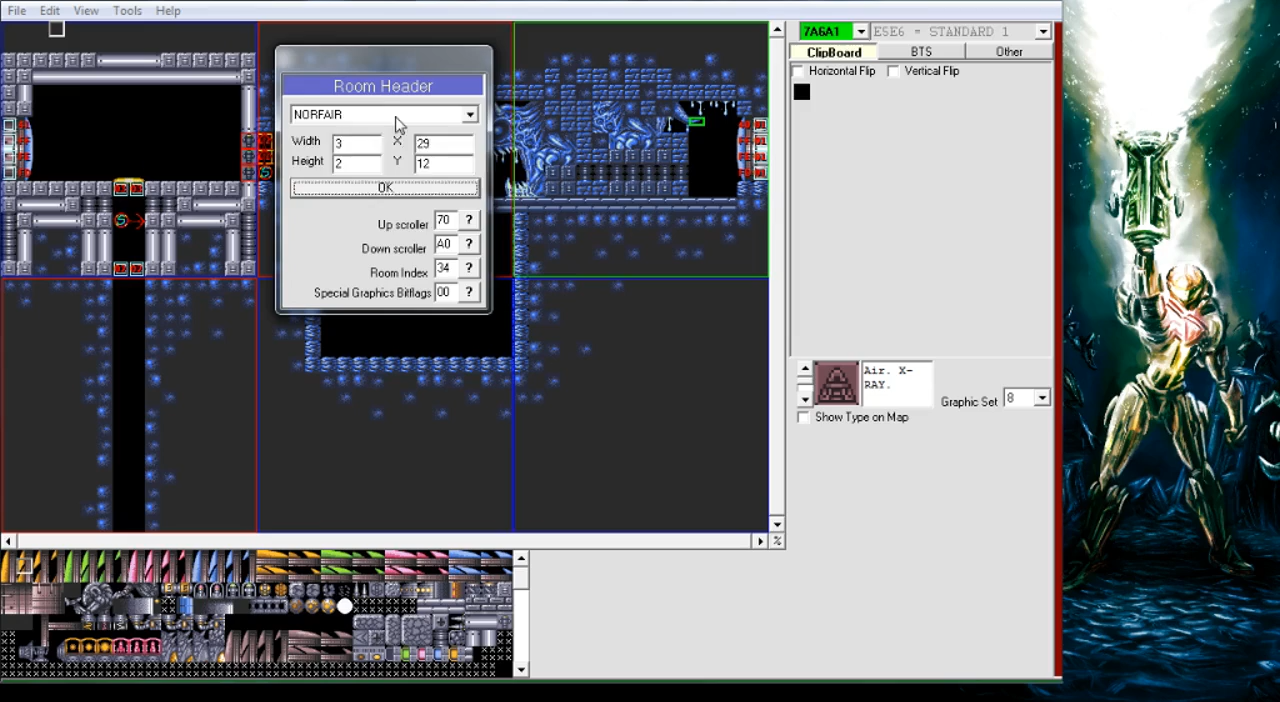 File Edit View Tools Help
7A6A1 E5E6 = STANDARD 1
ClipBoard BTS Other
Horizontal Flip Vertical Flip
Room Header
NORFAIR
Width 3 X 29
Height 2 Y 12
OK
Up scroller 70 ?
Down scroller A0 ?
Room Index 34 ?
Special Graphics Bitflags 00 ?
Air. X-
RAY.
Graphic Set 8
Show Type on Map
%